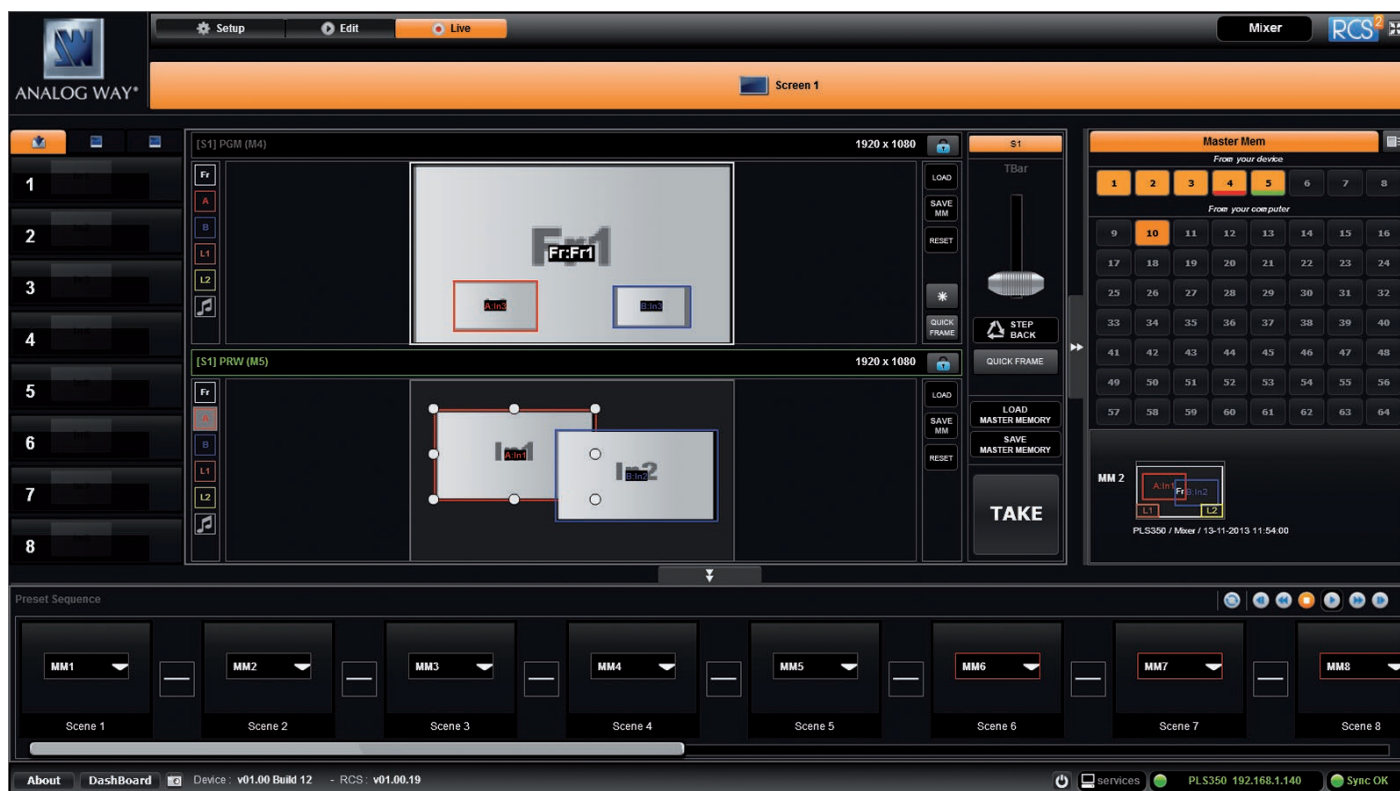 Setup
Edit
Live
Mixer
RCS2
ANALOG WAY®
Screen 1
[S1] PGM (M4)
1920 x 1080
S1
Master Mem
From your device
1
2
3
4
5
6
7
8
From your computer
9 10 11 12 13 14 15 16
17 18 19 20 21 22 23 24
25 26 27 28 29 30 31 32
33 34 35 36 37 38 39 40
41 42 43 44 45 46 47 48
49 50 51 52 53 54 55 56
57 58 59 60 61 62 63 64
1
2
3
4
5
6
7
8
Fr
A
B
L1
L2
Fr1
Fr:Fr1
A:In3
B:In3
LOAD
SAVE
MM
RESET
QUICK
FRAME
TBar
STEP
BACK
QUICK FRAME
LOAD
MASTER MEMORY
SAVE
MASTER MEMORY
TAKE
[S1] PRW (M5)
1920 x 1080
Fr
A
B
L1
L2
In1
A:In1
In2
B:In2
LOAD
SAVE
MM
RESET
MM 2
A:In1
Fr
B:In2
L1
L2
PLS350 / Mixer / 13-11-2013 11:54:00
Preset Sequence
MM1
MM2
MM3
MM4
MM5
MM6
MM7
MM8
Scene 1
Scene 2
Scene 3
Scene 4
Scene 5
Scene 6
Scene 7
Scene 8
About
DashBoard
Device : v01.00 Build 12 - RCS : v01.00.19
services
PLS350 192.168.1.140
Sync OK